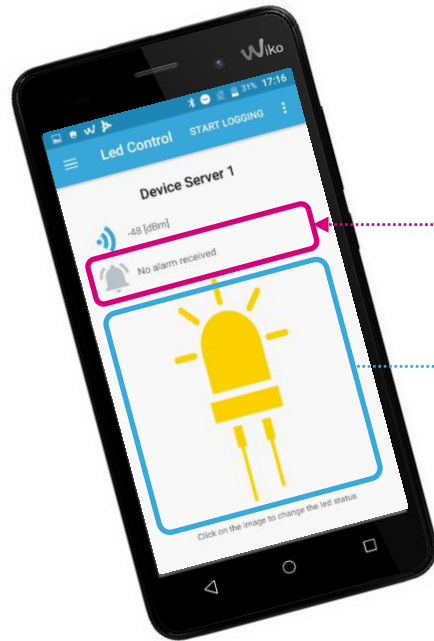 Wiko
31% 17:16
Led Control START LOGGING
Device Server 1
-48 [dBm]
No alarm received
Click on the image to change the led status